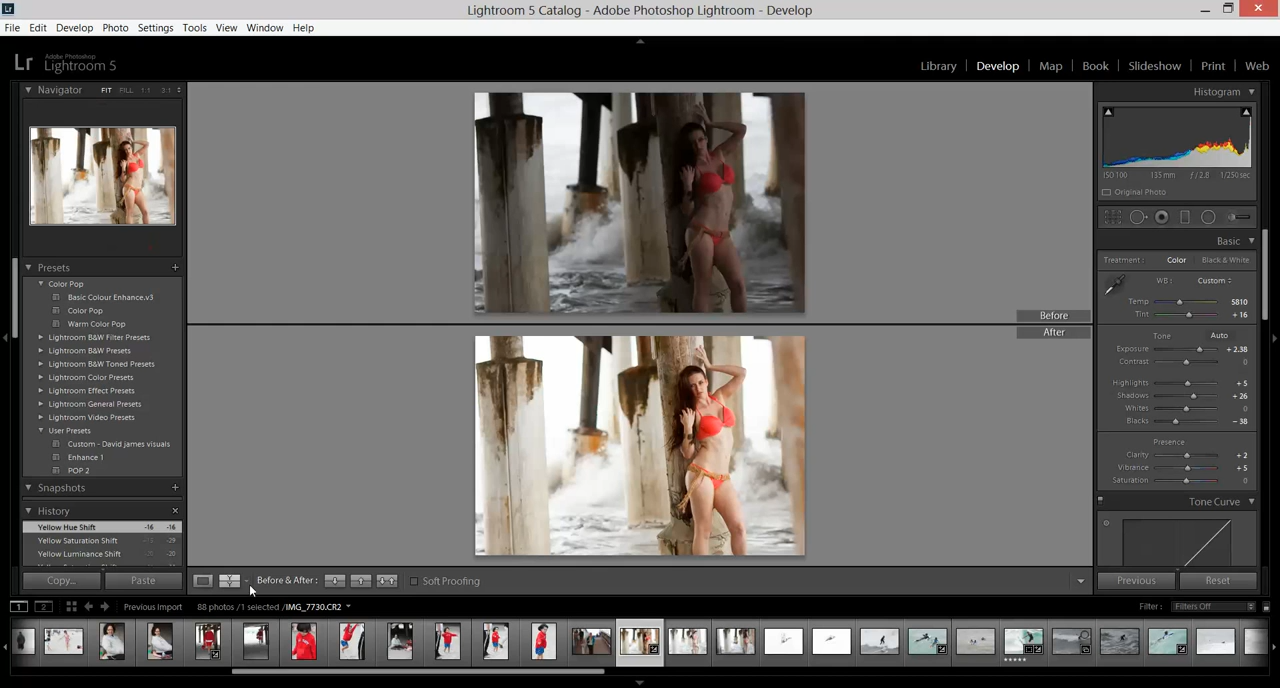 Lightroom 5 Catalog - Adobe Photoshop Lightroom - Develop
File Edit Develop Photo Settings Tools Window View Help
Lr Adobe Photoshop Lightroom 5
Library | Develop | Map | Book | Slideshow | Print | Web
Navigator FIT FILL 1:1 3:1
Presets +
Color Pop
Basic Colour Enhance.v3
Color Pop
Warm Color Pop
Lightroom B&W Filter Presets
Lightroom B&W Presets
Lightroom B&W Toned Presets
Lightroom Color Presets
Lightroom Effect Presets
Lightroom General Presets
Lightroom Video Presets
User Presets
Custom - David james visuals
Enhance 1
POP 2
Snapshots +
History ×
Yellow Hue Shift -16 -16
Yellow Saturation Shift -29
Yellow Luminance Shift -20
Copy... Paste
Before
After
Before & After : Soft Proofing
Histogram
ISO 100 135 mm f / 2.8 1/250 sec
Original Photo
Basic
Treatment : Color Black & White
WB : Custom
Temp 5810
Tint + 16
Tone Auto
Exposure + 2.38
Contrast 0
Highlights + 5
Shadows + 26
Whites 0
Blacks - 38
Presence
Clarity + 2
Vibrance + 5
Saturation 0
Tone Curve
Previous Reset
1 2 Previous Import 88 photos /1 selected /IMG_7730.CR2 Filter : Filters Off